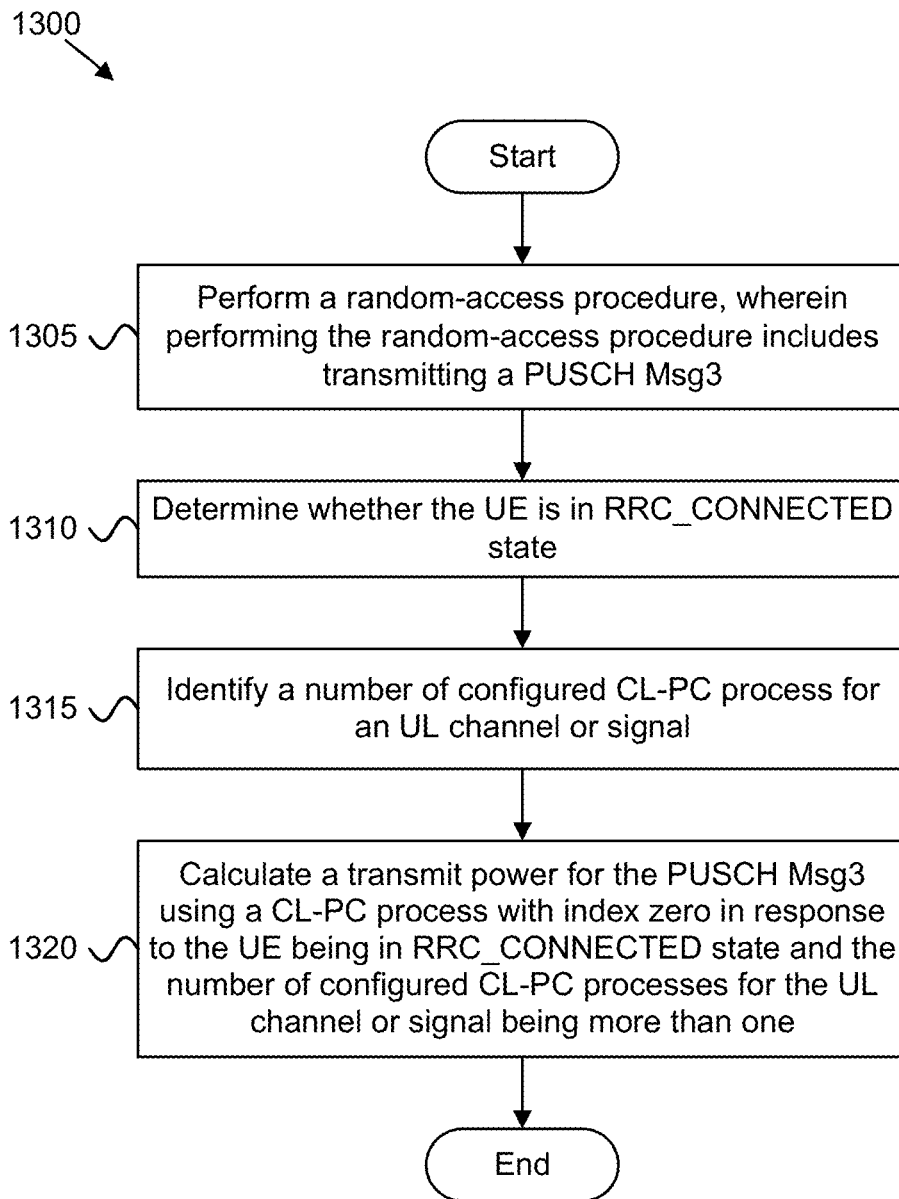 1300
Start
1305
Perform a random-access procedure, wherein
performing the random-access procedure includes
transmitting a PUSCH Msg3
1310
Determine whether the UE is in RRC_CONNECTED
state
1315
Identify a number of configured CL-PC process for
an UL channel or signal
1320
Calculate a transmit power for the PUSCH Msg3
using a CL-PC process with index zero in response
to the UE being in RRC_CONNECTED state and the
number of configured CL-PC processes for the UL
channel or signal being more than one
End